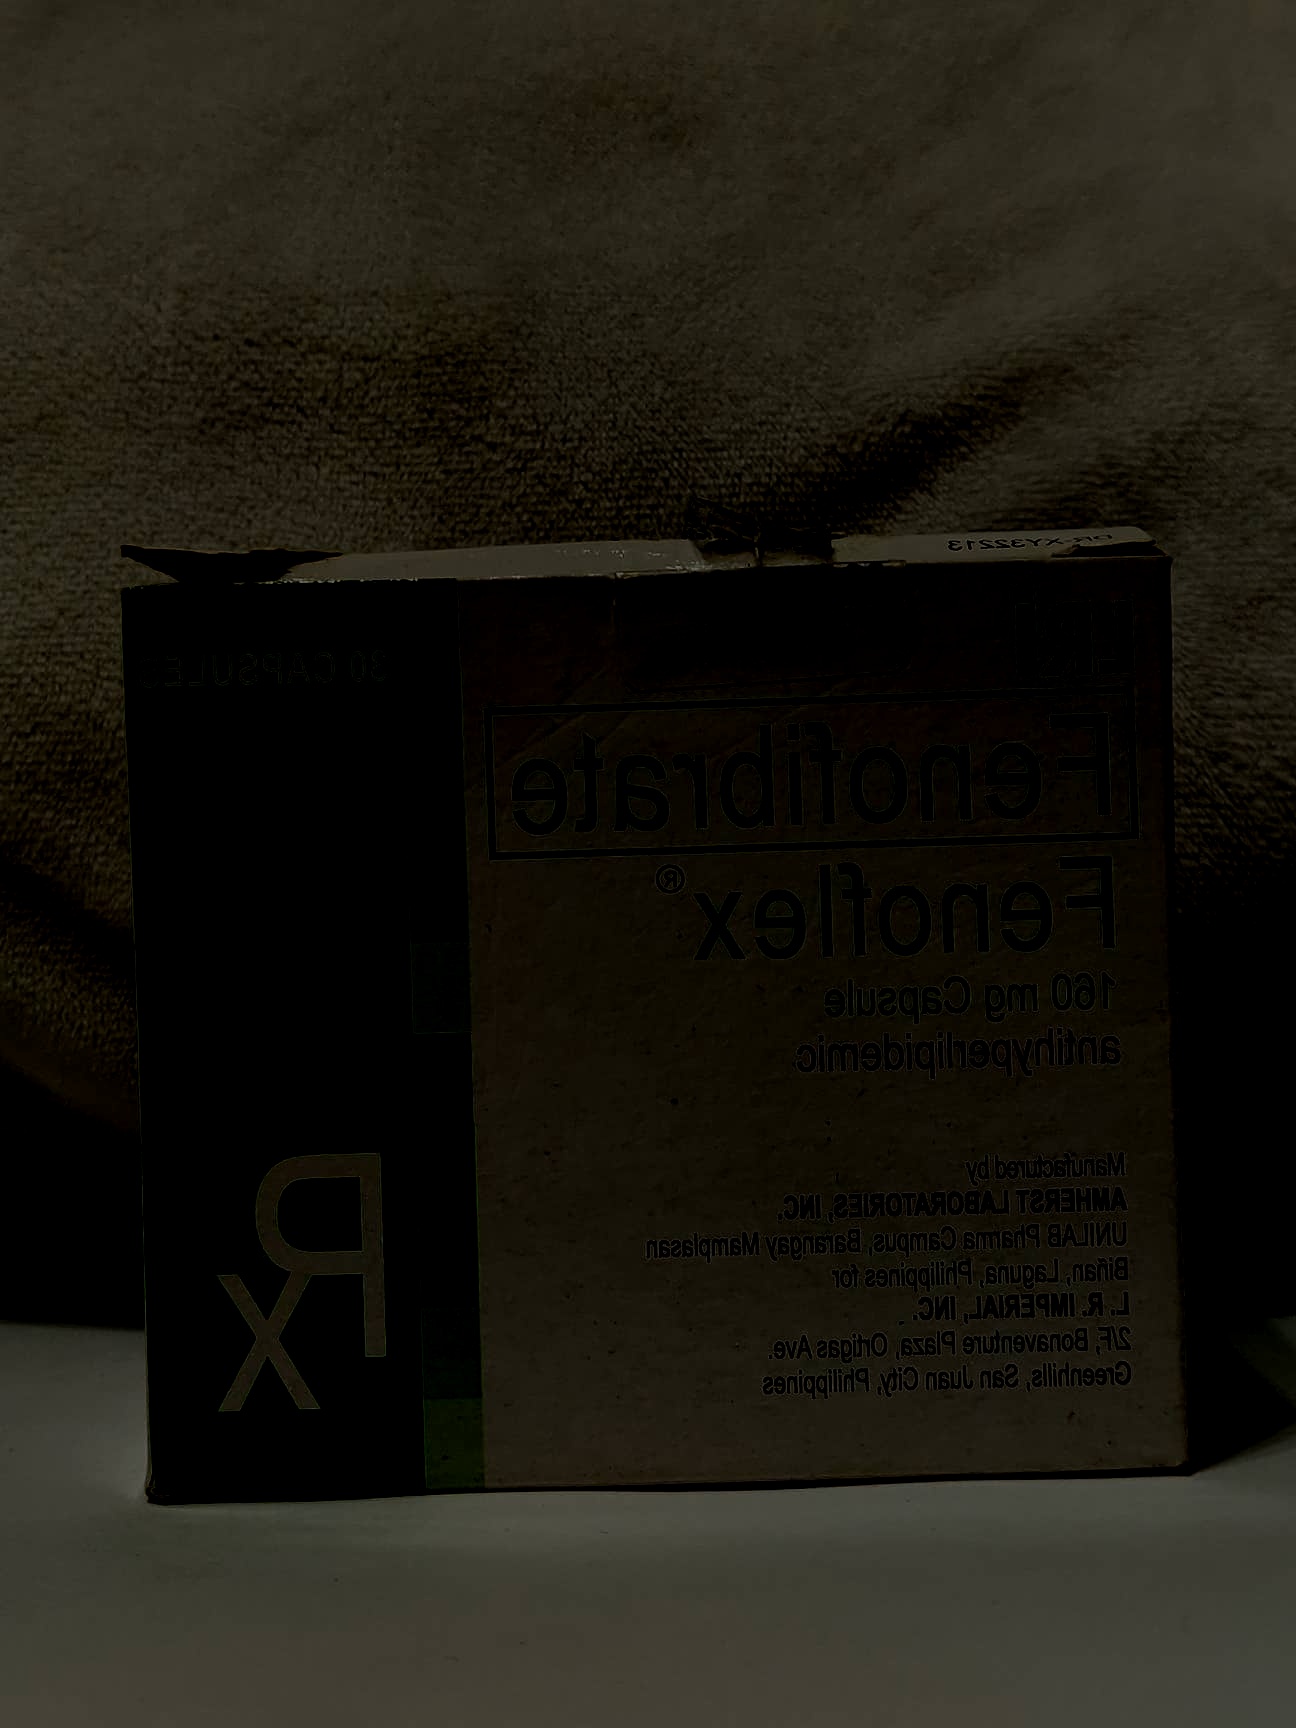 DR-XY32213
30 CAPSULES
Fenofibrate
Fenoflex®
160 mg Capsule
antihyperlipidemic
Manufactured by
AMHERST LABORATORIES, INC.
UNILAB Pharma Campus, Barangay Mamplasan
Biñan, Laguna, Philippines for
L. R. IMPERIAL, INC.
2/F, Bonaventure Plaza, Ortigas Ave.
Greenhills, San Juan City, Philippines
Rx